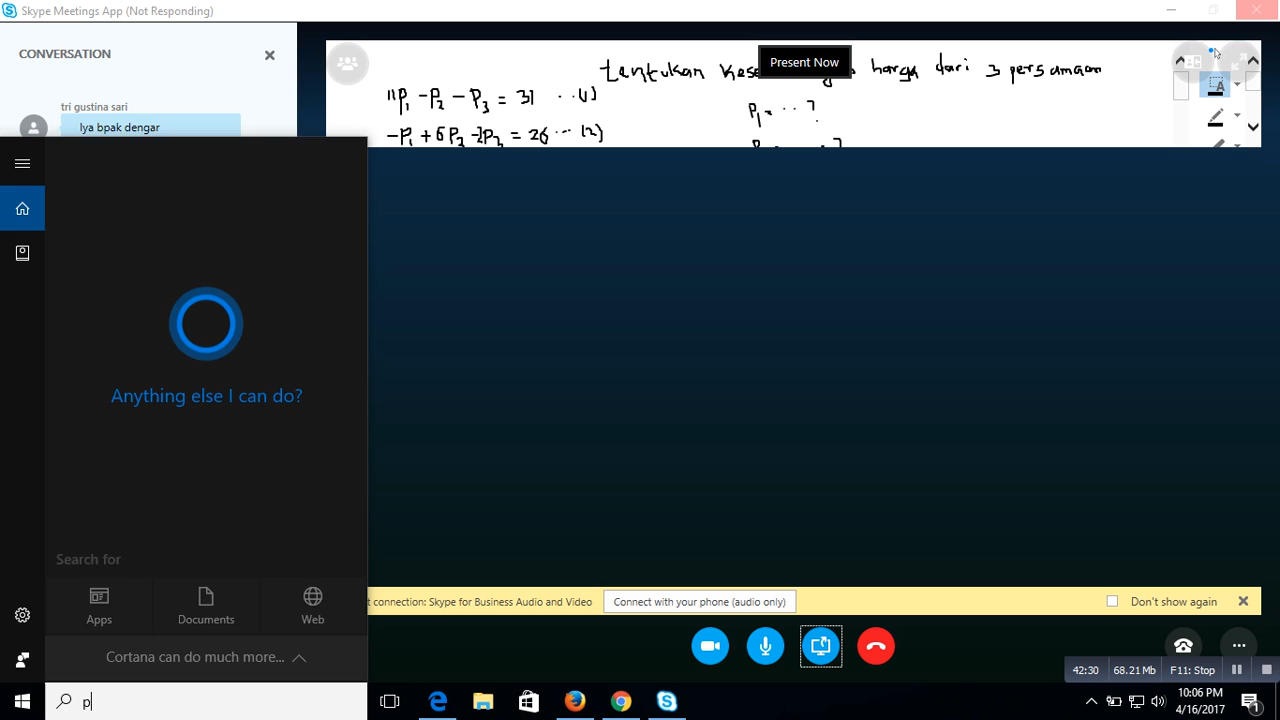 Skype Meetings App (Not Responding)
CONVERSATION
tri gustina sari
Iya bpak dengar
Present Now
tentukan harga dari 3 persamaan
11P1 - P2 - P3 = 31 ... (1)
P1 = ... ?
-P1 + 6P2 - 2P3 = 26 ... (2)
A
Anything else I can do?
Search for
Apps
Documents
Web
Cortana can do much more...
p
t connection: Skype for Business Audio and Video
Connect with your phone (audio only)
Don't show again
42:30
68.21 Mb
F11: Stop
10:06 PM
4/16/2017
1